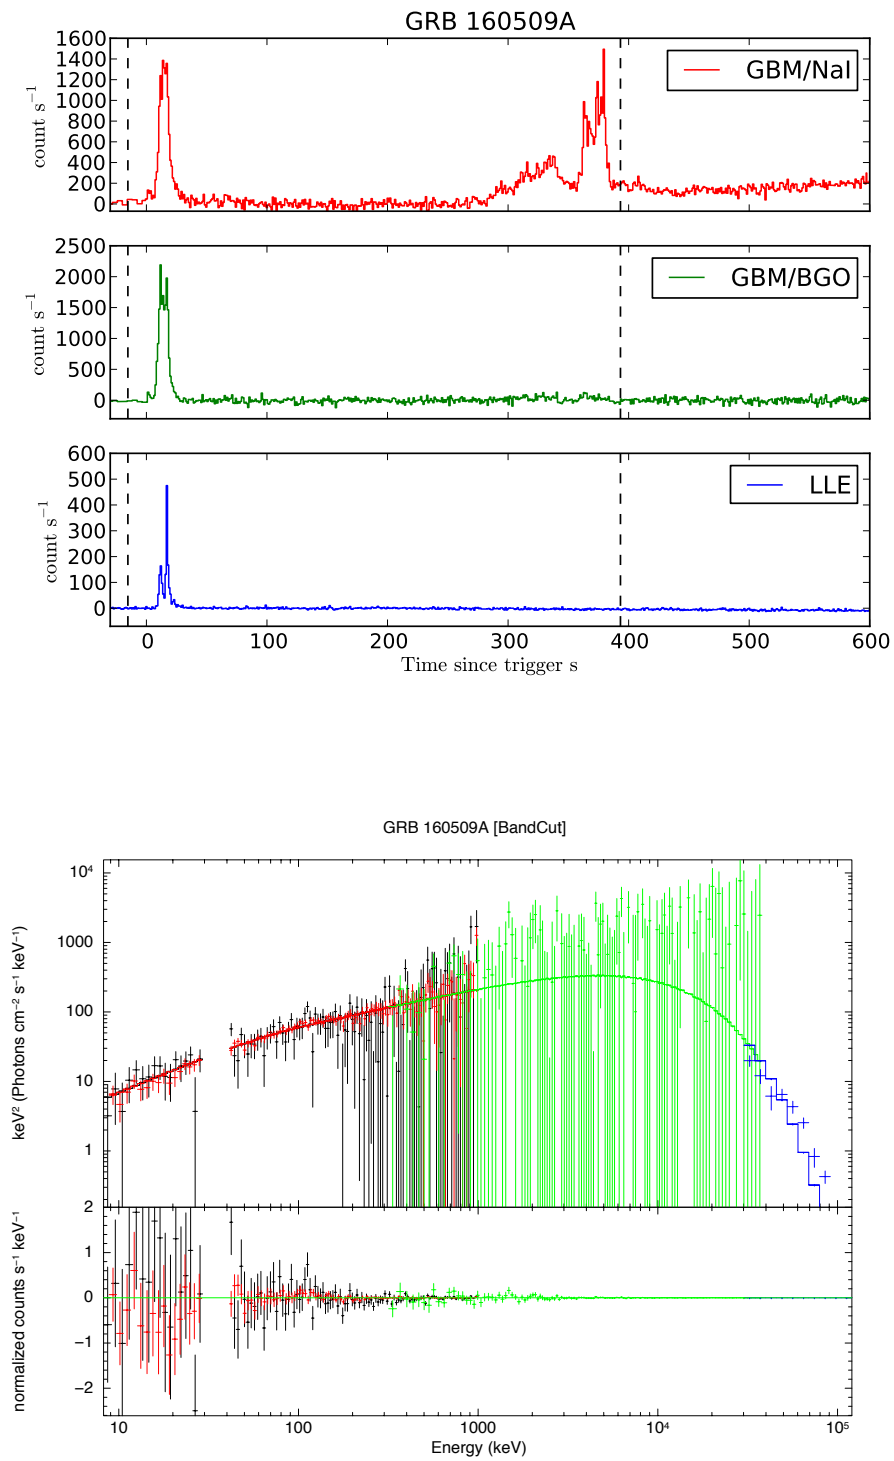 GRB 160509A
1600
1400
1200
1000
800
600
400
200
0
count s⁻¹
GBM/NaI
2500
2000
1500
1000
500
0
count s⁻¹
GBM/BGO
600
500
400
300
200
100
0
count s⁻¹
LLE
0 100 200 300 400 500 600
Time since trigger s
GRB 160509A [BandCut]
10⁴
1000
100
10
1
keV² (Photons cm⁻² s⁻¹ keV⁻¹)
2
1
0
−1
−2
normalized counts s⁻¹ keV⁻¹
10 100 1000 10⁴ 10⁵
Energy (keV)